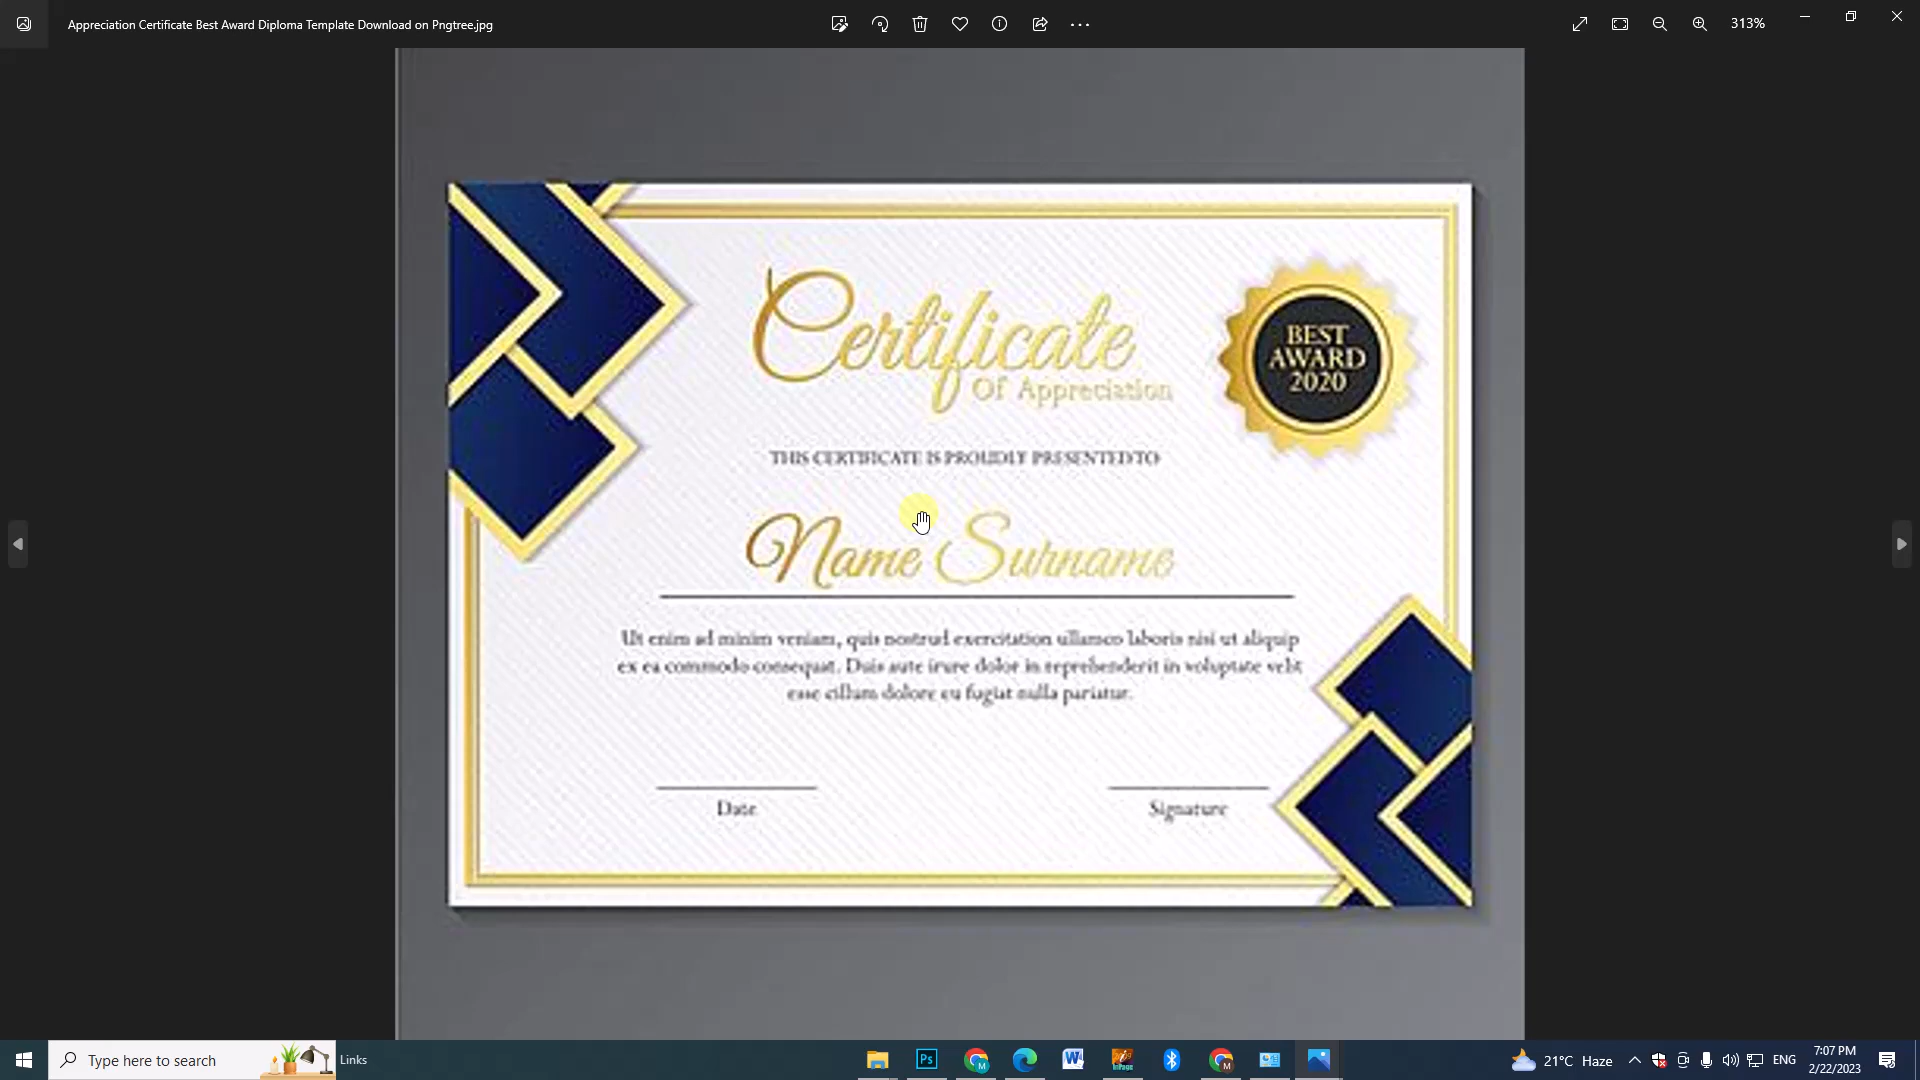 Appreciation Certificate Best Award Diploma Template Download on Pngtree.jpg
313%
Certificate
Of Appreciation
BEST
AWARD
2020
THIS CERTIFICATE IS PROUDLY PRESENTED TO
Name Surname
Ut enim ad minim veniam, quis nostrud exercitation ullamco laboris nisi ut aliquip
ex ea commodo consequat. Duis aute irure dolor in reprehenderit in voluptate velit
esse cillum dolore eu fugiat nulla pariatur.
Date
Signature
Type here to search
Links
Ps
21°C Haze
ENG
7:07 PM
2/22/2023